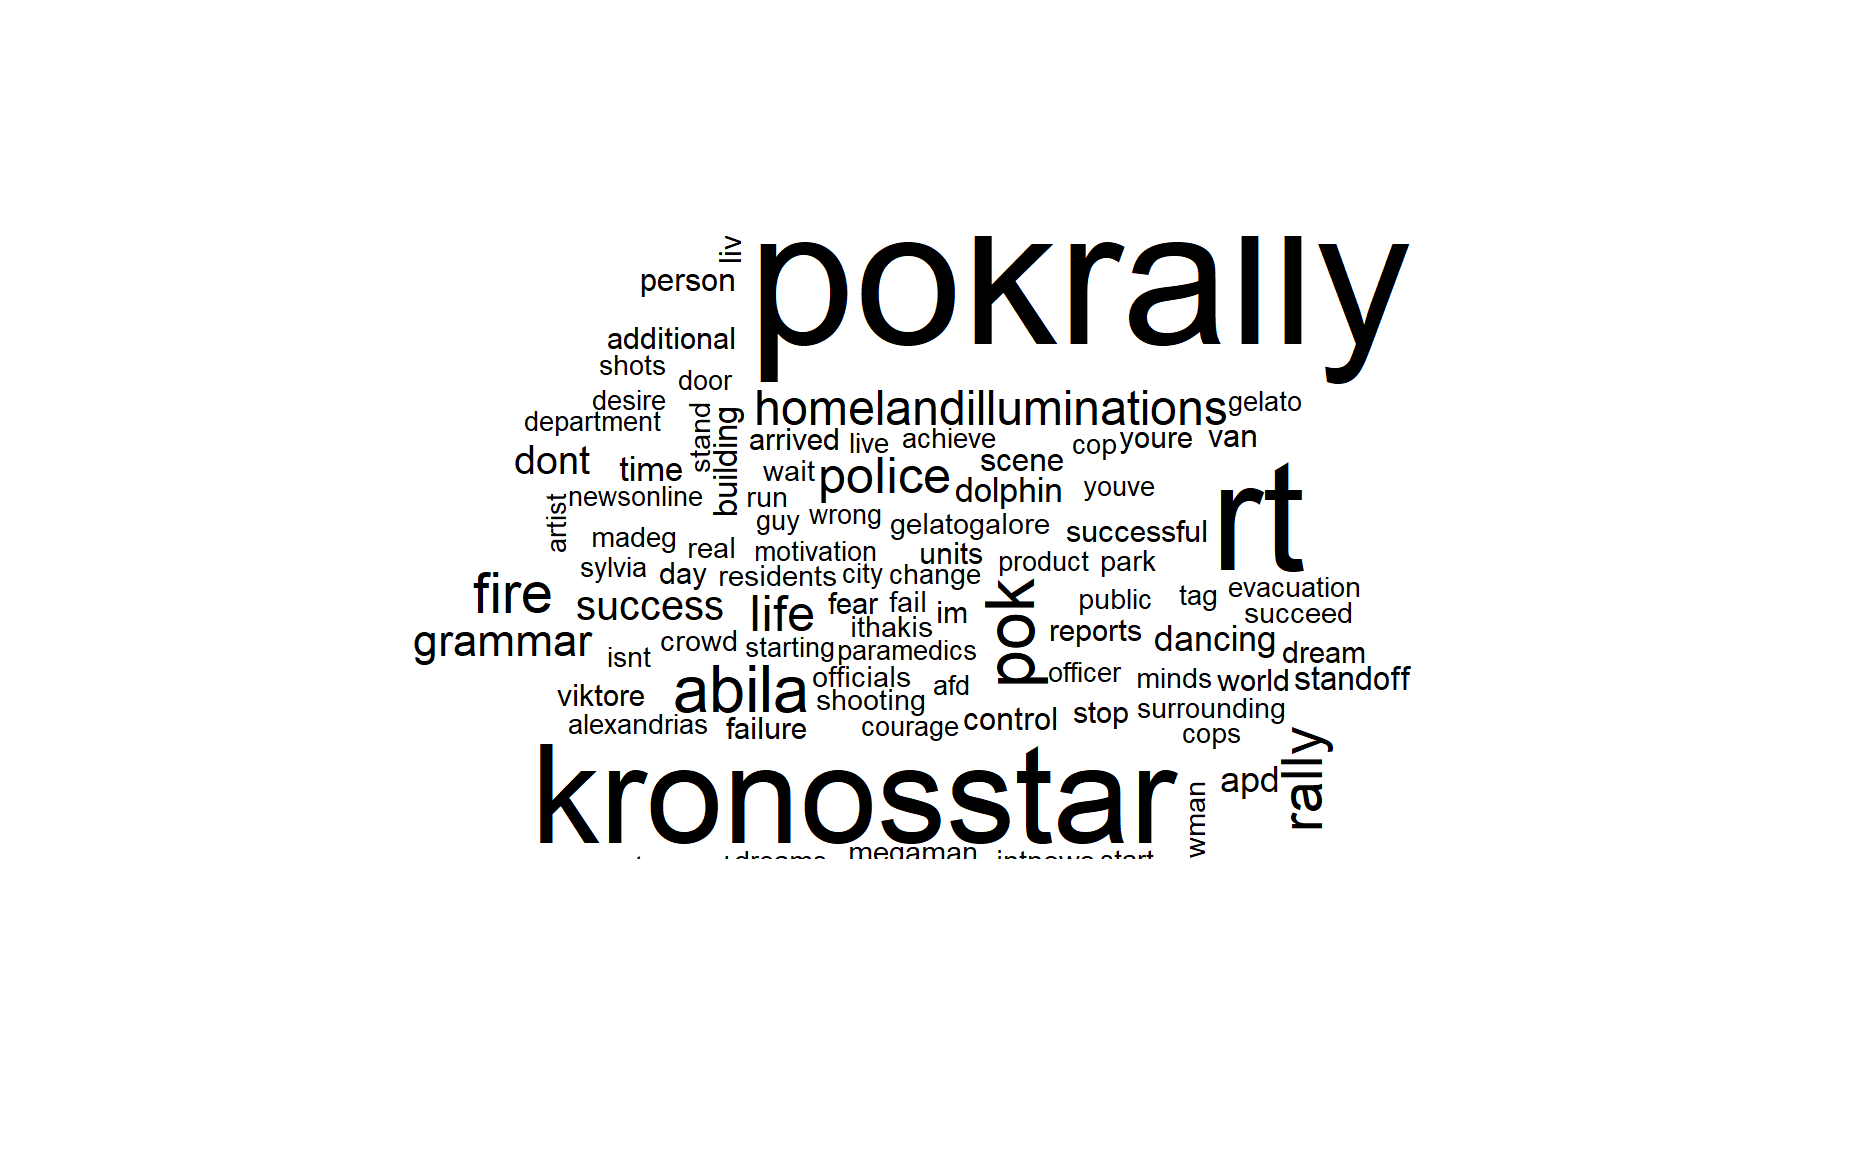 liv
pokrally
person
additional
shots
door
desire
homelandilluminations
gelato
department
stand
building
arrived
live
achieve
cop
youre
van
dont
time
wait
police
scene
dolphin
youve
rt
artist
newsonline
run
guy
wrong
gelatogalore
successful
madeg
real
motivation
units
product
park
sylvia
day
residents
city
change
evacuation
fire
success
life
fear
fail
im
pok
public
tag
succeed
ithakis
reports
dancing
grammar
isnt
crowd
starting
paramedics
dream
viktore
abila
officials
afd
officer
minds
world
standoff
shooting
alexandrias
failure
courage
control
stop
surrounding
cops
kronosstar
wman
apd
rally
dreams
megaman
intnews
start